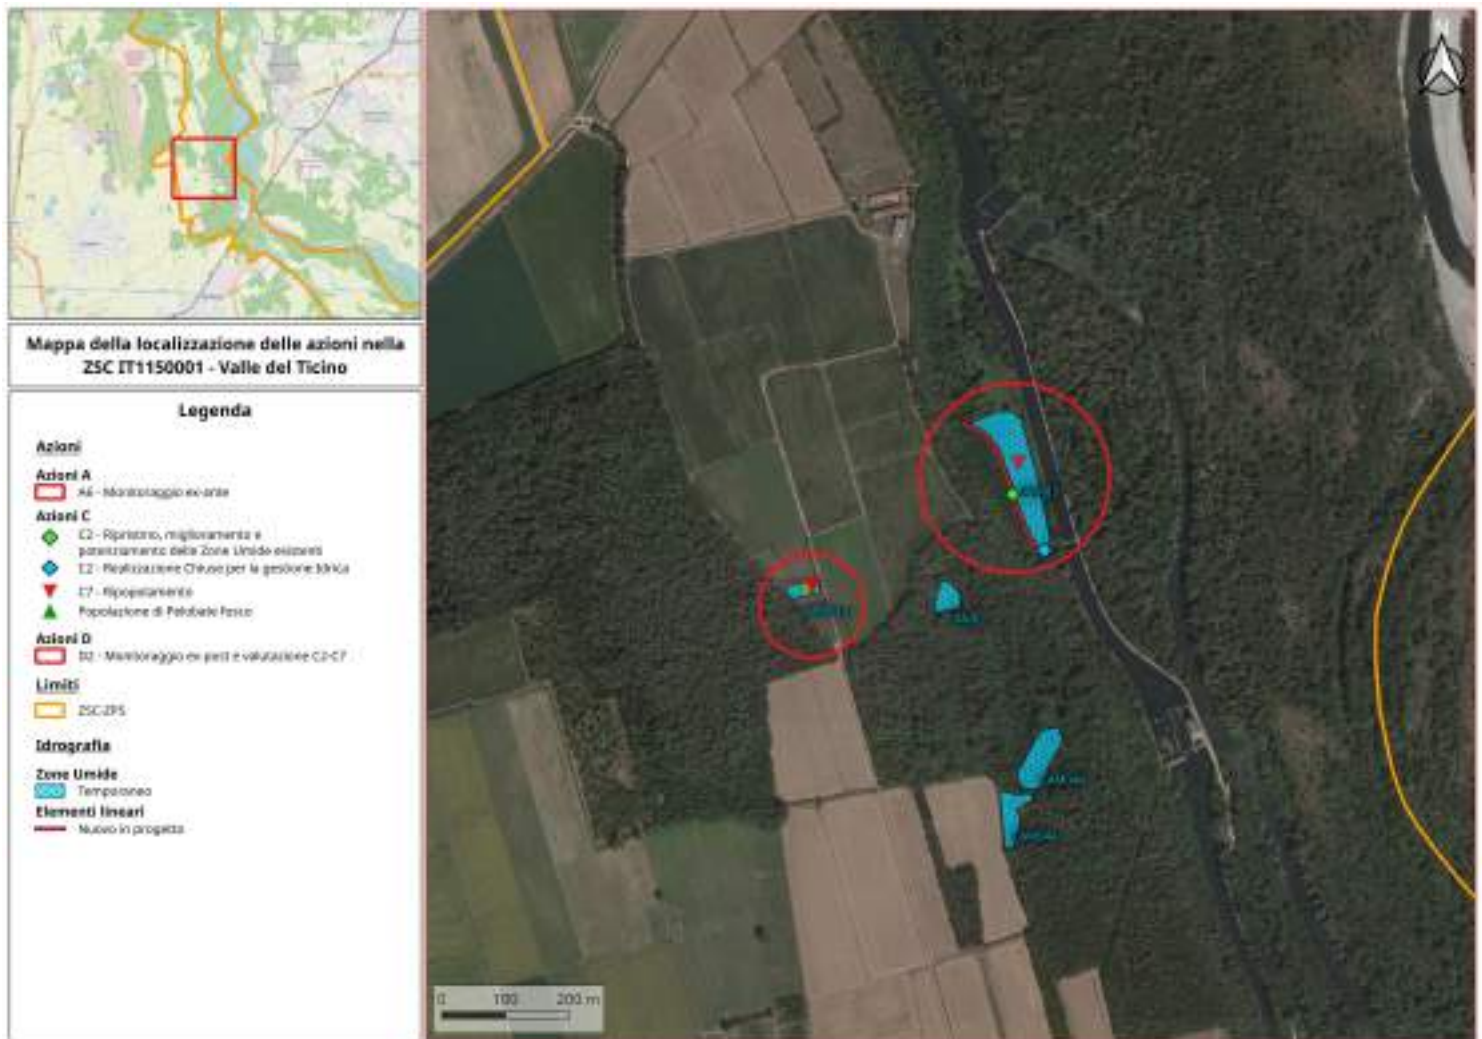 Mappa della localizzazione delle azioni nella
ZSC IT1150001 - Valle del Ticino
Legenda
Azioni
Azioni A
A6 - Monitoraggio ex-ante
Azioni C
C2 - Ripristino, miglioramento e
potenziamento delle Zone Umide esistenti
C2 - Realizzazione Chiuse per la gestione Idrica
C7 - Ripopolamento
Popolazione di Pelobate Fosco
Azioni D
D2 - Monitoraggio ex post e valutazione C2-C7
Limiti
ZSC-ZPS
Idrografia
Zone Umide
Temporaneo
Elementi lineari
Nuovo in progetto
N
0 100 200 m